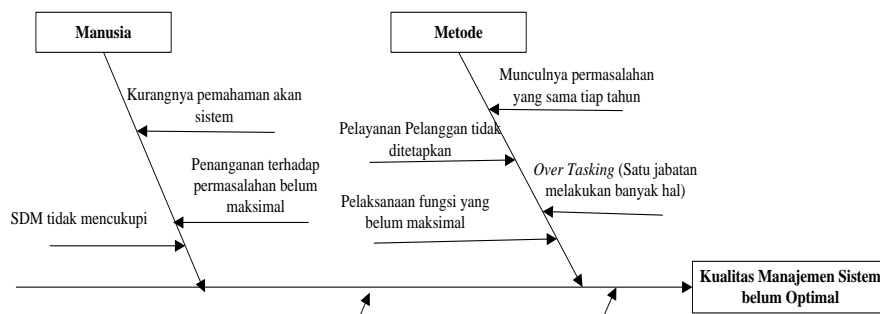 Manusia
Metode
Kurangnya pemahaman akan
sistem
Penanganan terhadap
permasalahan belum
maksimal
SDM tidak mencukupi
Munculnya permasalahan
yang sama tiap tahun
Pelayanan Pelanggan tidak
ditetapkan
Over Tasking (Satu jabatan
melakukan banyak hal)
Pelaksanaan fungsi yang
belum maksimal
Kualitas Manajemen Sistem
belum Optimal